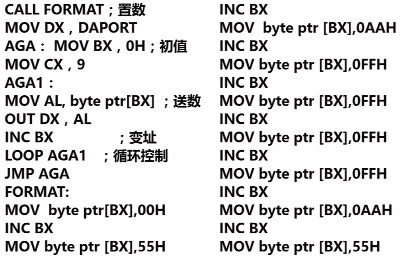 CALL FORMAT；置数
MOV DX，DAPORT
AGA： MOV BX，0H；初值
MOV CX，9
AGA1：
MOV AL, byte ptr[BX] ；送数
OUT DX，AL
INC BX ；变址
LOOP AGA1 ；循环控制
JMP AGA
FORMAT:
MOV byte ptr[BX],00H
INC BX
MOV byte ptr [BX],55H
INC BX
MOV byte ptr [BX],0AAH
INC BX
MOV byte ptr [BX],0FFH
INC BX
MOV byte ptr [BX],0FFH
INC BX
MOV byte ptr [BX],0FFH
INC BX
MOV byte ptr [BX],0FFH
INC BX
MOV byte ptr [BX],0AAH
INC BX
MOV byte ptr [BX],55H